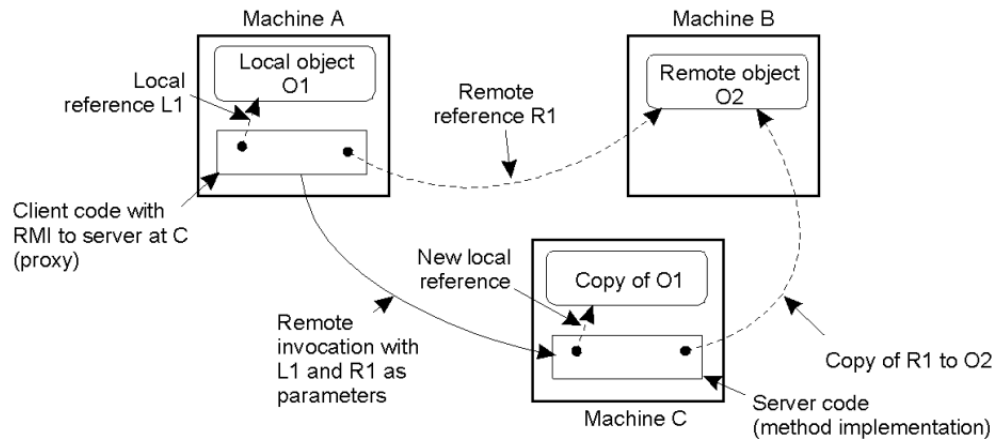 Machine A
Machine B
Local object
O1
Remote object
O2
Local
reference L1
Remote
reference R1
Client code with
RMI to server at C
(proxy)
New local
reference
Copy of O1
Remote
invocation with
L1 and R1 as
parameters
Copy of R1 to O2
Machine C
Server code
(method implementation)